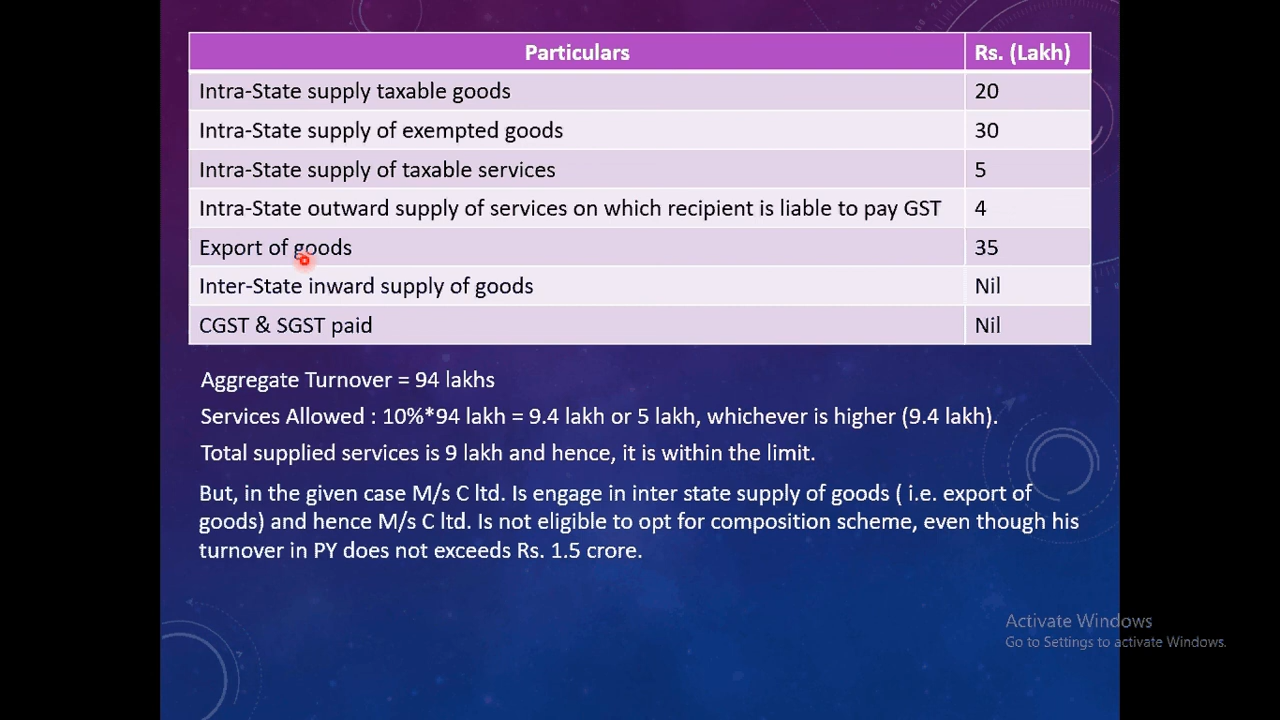 Particulars Rs. (Lakh)
Intra-State supply taxable goods 20
Intra-State supply of exempted goods 30
Intra-State supply of taxable services 5
Intra-State outward supply of services on which recipient is liable to pay GST 4
Export of goods 35
Inter-State inward supply of goods Nil
CGST & SGST paid Nil
Aggregate Turnover = 94 lakhs
Services Allowed : 10%*94 lakh = 9.4 lakh or 5 lakh, whichever is higher (9.4 lakh).
Total supplied services is 9 lakh and hence, it is within the limit.
But, in the given case M/s C ltd. Is engage in inter state supply of goods ( i.e. export of
goods) and hence M/s C ltd. Is not eligible to opt for composition scheme, even though his
turnover in PY does not exceeds Rs. 1.5 crore.
Activate Windows
Go to Settings to activate Windows.